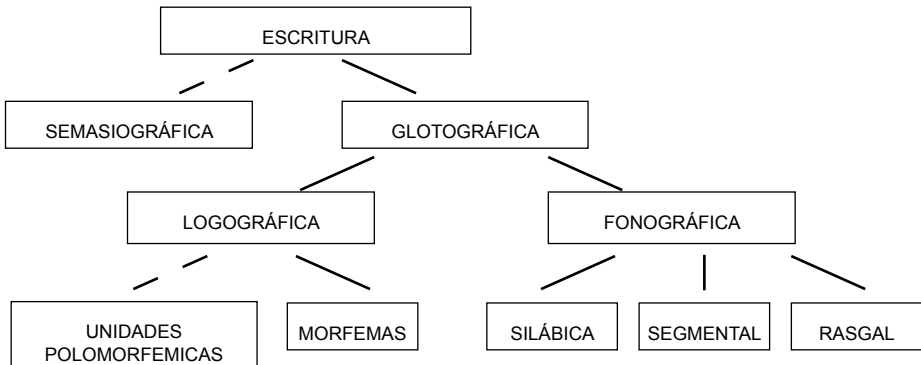 ESCRITURA
SEMASIOGRÁFICA
GLOTOGRÁFICA
LOGOGRÁFICA
FONOGRÁFICA
UNIDADES
POLOMORFEMICAS
MORFEMAS
SILÁBICA
SEGMENTAL
RASGAL